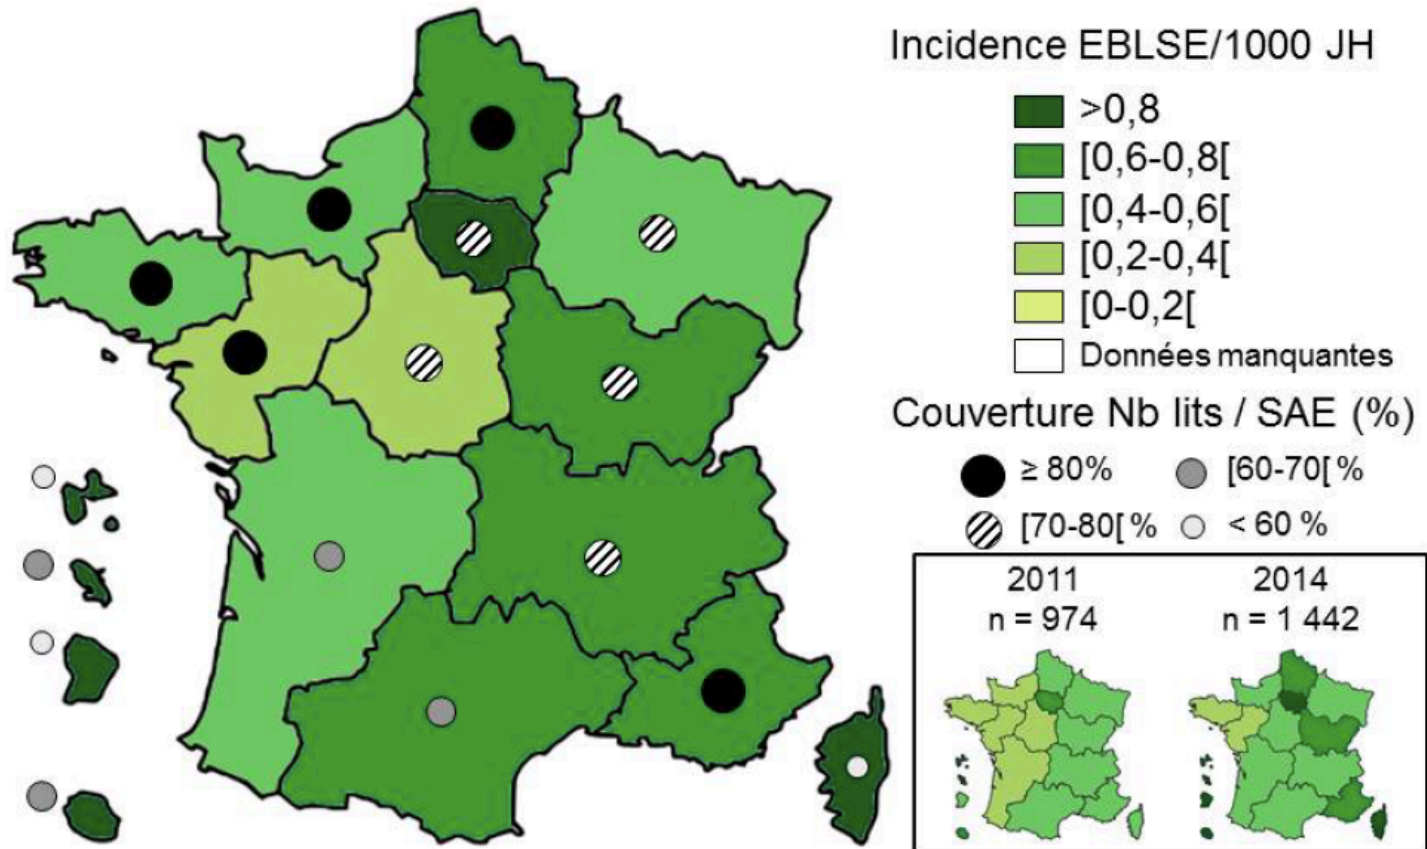 Incidence EBLSE/1000 JH
>0,8
[0,6-0,8[
[0,4-0,6[
[0,2-0,4[
[0-0,2[
Données manquantes
Couverture Nb lits / SAE (%)
≥ 80%
[60-70[ %
[70-80[ %
< 60 %
2011
2014
n = 974
n = 1 442